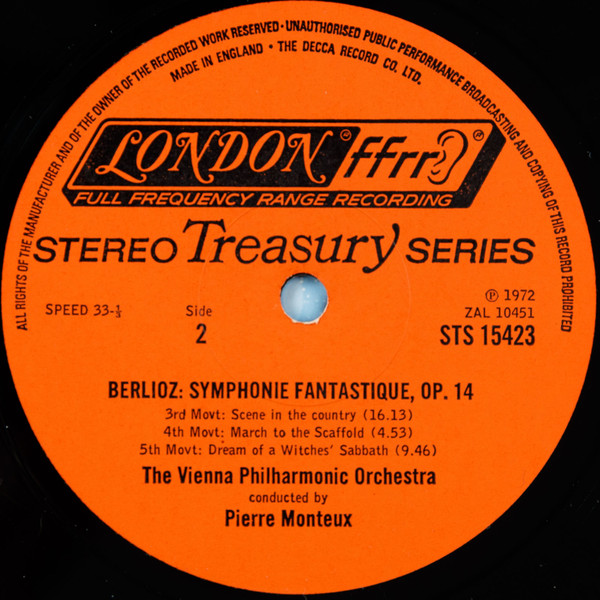 ALL RIGHTS OF THE MANUFACTURER AND OF THE OWNER OF THE RECORDED WORK RESERVED · UNAUTHORISED PUBLIC PERFORMANCE BROADCASTING AND COPYING OF THIS RECORD PROHIBITED
MADE IN ENGLAND · THE DECCA RECORD CO. LTD.
LONDON ® ffrr ®
FULL FREQUENCY RANGE RECORDING
STEREO Treasury SERIES
℗ 1972
SPEED 33-⅓ Side ZAL 10451
2 STS 15423
BERLIOZ: SYMPHONIE FANTASTIQUE, OP. 14
3rd Movt: Scene in the country (16.13)
4th Movt: March to the Scaffold (4.53)
5th Movt: Dream of a Witches' Sabbath (9.46)
The Vienna Philharmonic Orchestra
conducted by
Pierre Monteux